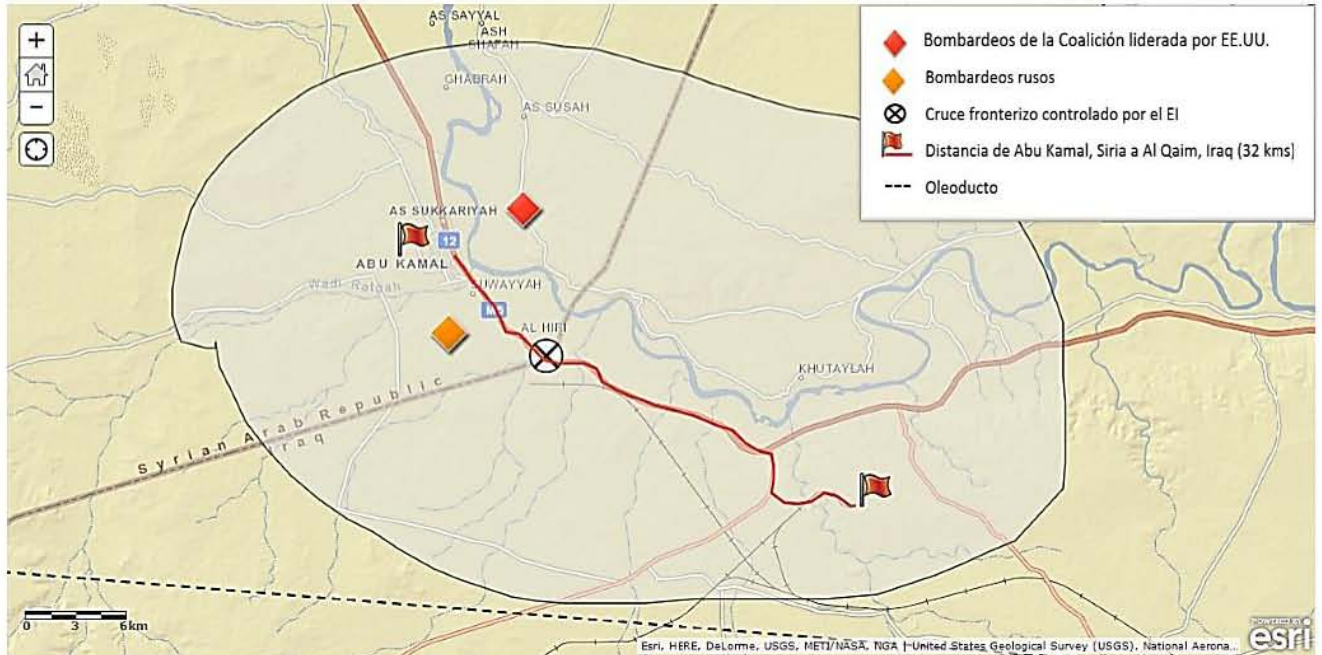 +
−
AS SAYYAL
ASH
SHAFAH
GHABRAH
AS SUSAH
AS SUKKARIYAH
12
ABU KAMAL
Wadi Ratqah
SUWAYYAH
AL HIRI
KHUTAYLAH
Syrian Arab Republic
Iraq
Bombardeos de la Coalición liderada por EE.UU.
Bombardeos rusos
Cruce fronterizo controlado por el EI
Distancia de Abu Kamal, Siria a Al Qaim, Iraq (32 kms)
Oleoducto
0 3 6km
Esri, HERE, DeLorme, USGS, METI/NASA, NGA | United States Geological Survey (USGS), National Aerona...
POWERED BY
esri